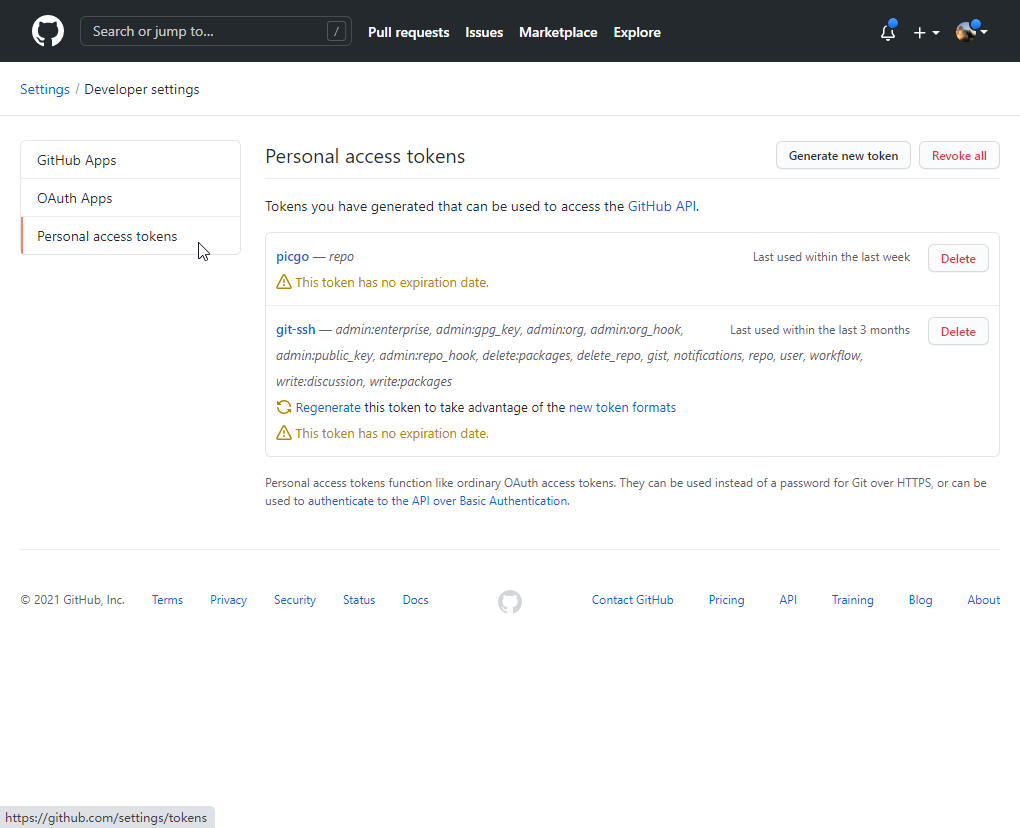 Search or jump to... / Pull requests Issues Marketplace Explore
Settings / Developer settings
GitHub Apps
OAuth Apps
Personal access tokens
Personal access tokens
Generate new token Revoke all
Tokens you have generated that can be used to access the GitHub API.
picgo — repo Last used within the last week Delete
This token has no expiration date.
git-ssh — admin:enterprise, admin:gpg_key, admin:org, admin:org_hook, Last used within the last 3 months Delete
admin:public_key, admin:repo_hook, delete:packages, delete_repo, gist, notifications, repo, user, workflow,
write:discussion, write:packages
Regenerate this token to take advantage of the new token formats
This token has no expiration date.
Personal access tokens function like ordinary OAuth access tokens. They can be used instead of a password for Git over HTTPS, or can be
used to authenticate to the API over Basic Authentication.
© 2021 GitHub, Inc. Terms Privacy Security Status Docs Contact GitHub Pricing API Training Blog About
https://github.com/settings/tokens